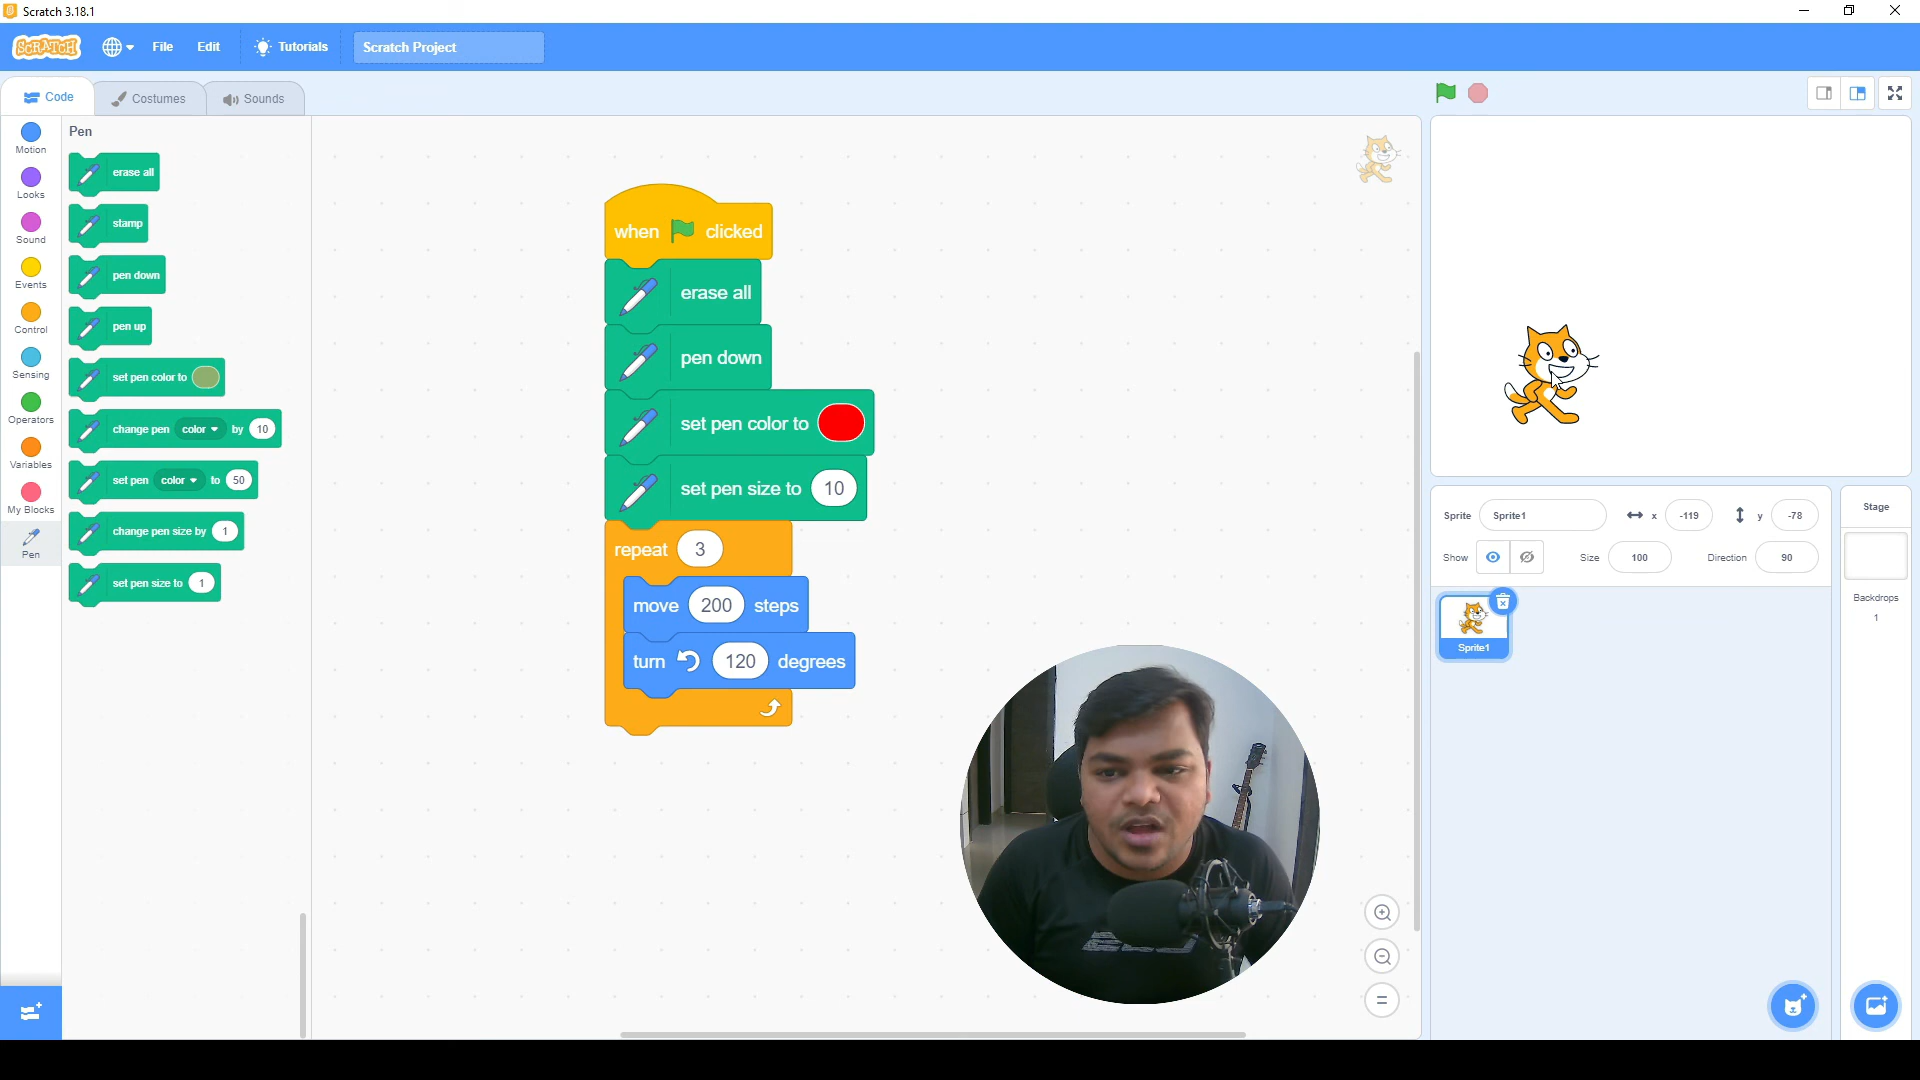 Scratch 3.18.1
SCRATCH
File
Edit
Tutorials
Scratch Project
Code
Costumes
Sounds
Motion
Looks
Sound
Events
Control
Sensing
Operators
Variables
My Blocks
Pen
Pen
erase all
stamp
pen down
pen up
set pen color to
change pen color by 10
set pen color to 50
change pen size by 1
set pen size to 1
when clicked
erase all
pen down
set pen color to
set pen size to 10
repeat 3
move 200 steps
turn 120 degrees
Sprite Sprite1 x -119 y -78
Show Size 100 Direction 90
Sprite1
Stage
Backdrops
1